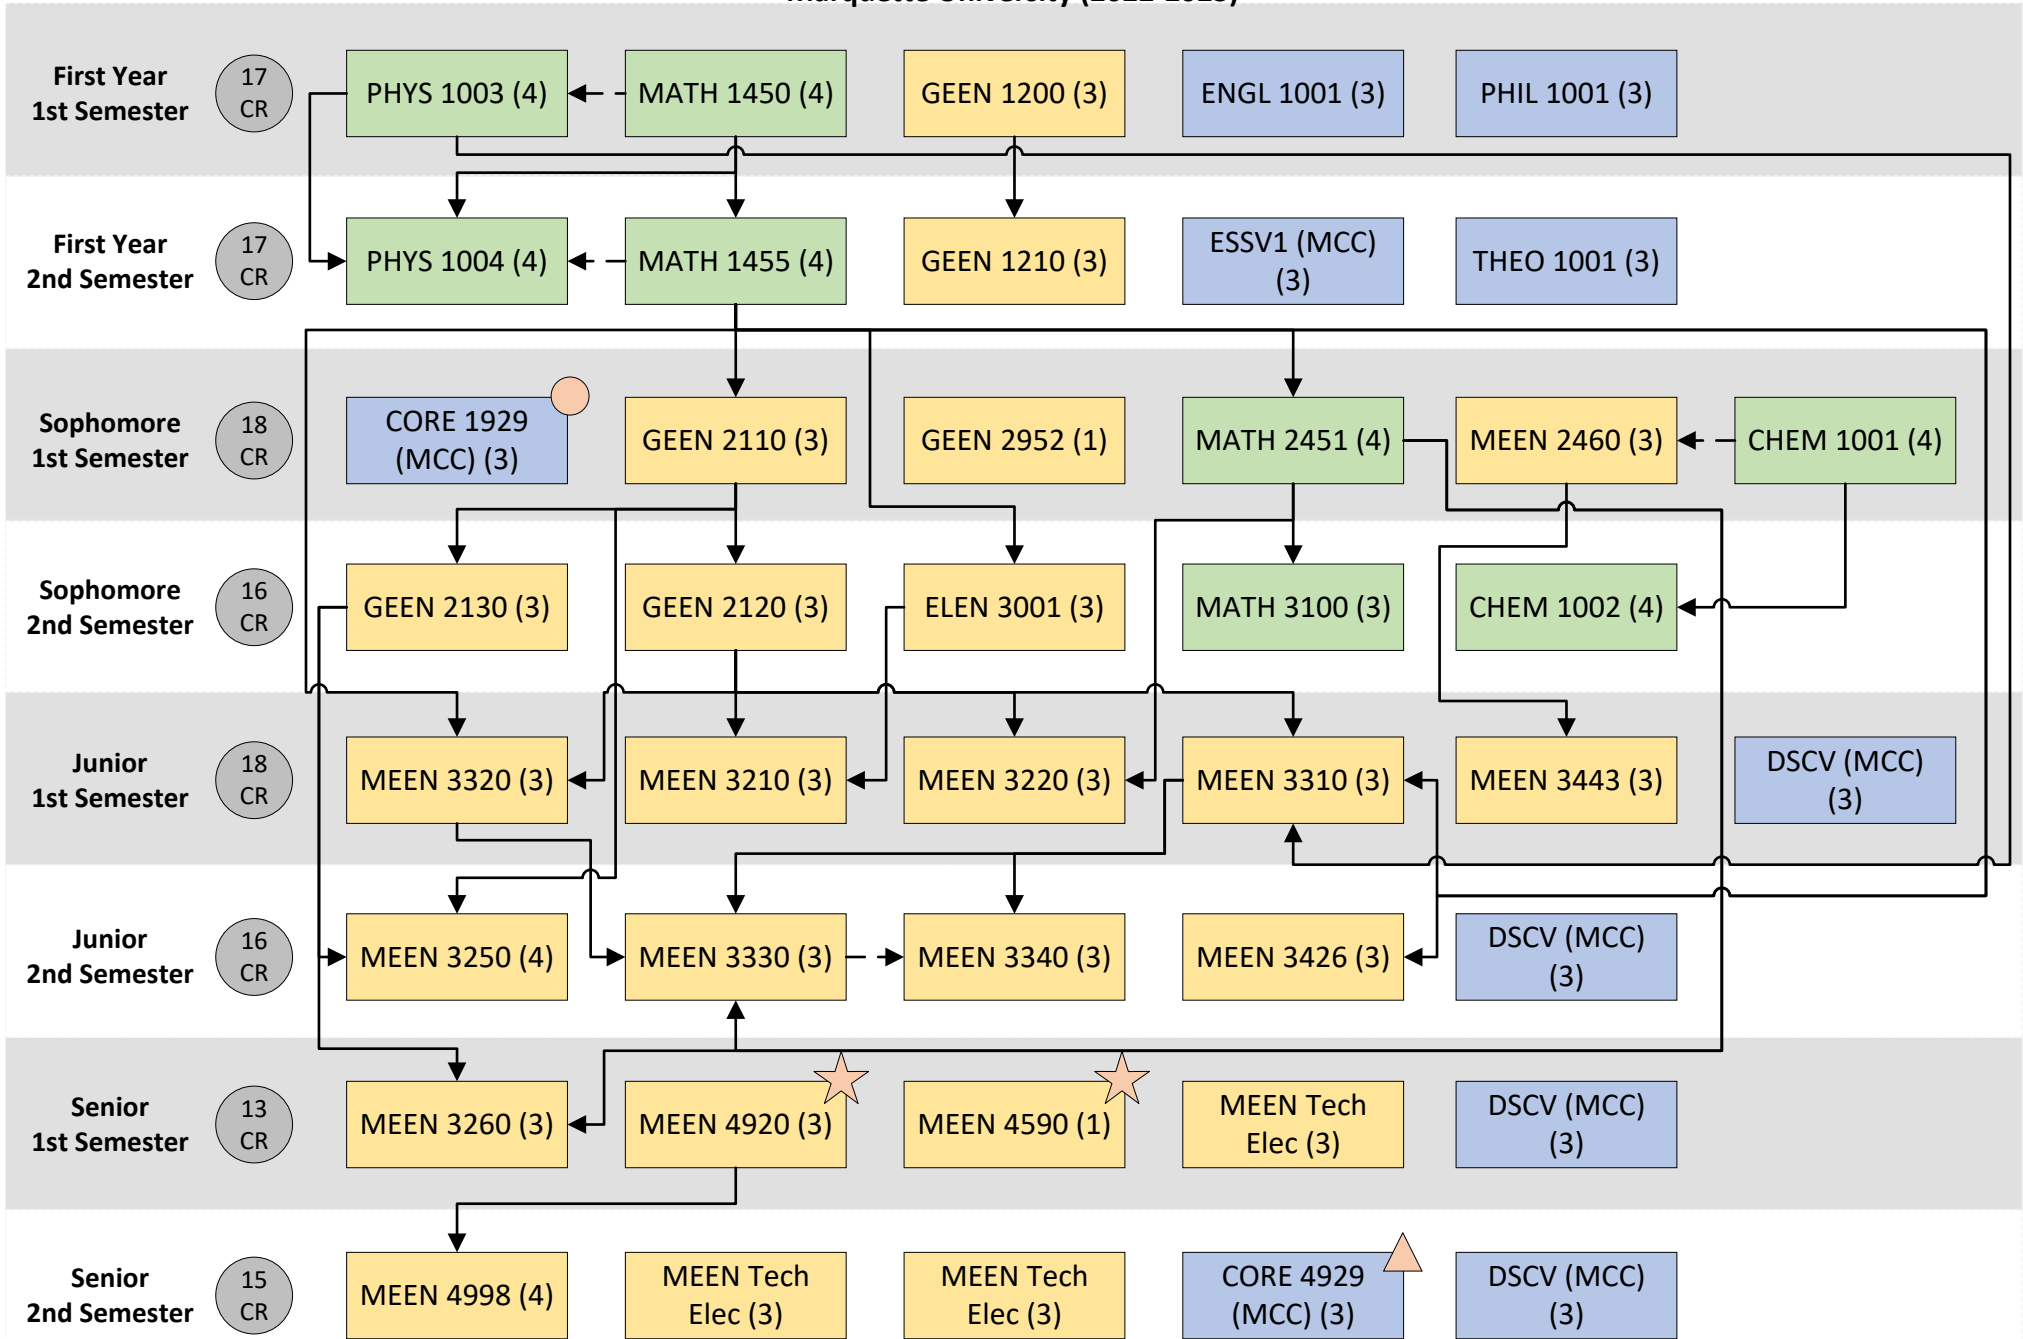 Marquette University (2022-2023)
First Year
1st Semester
17
CR
PHYS 1003 (4)
MATH 1450 (4)
GEEN 1200 (3)
ENGL 1001 (3)
PHIL 1001 (3)
First Year
2nd Semester
17
CR
PHYS 1004 (4)
MATH 1455 (4)
GEEN 1210 (3)
ESSV1 (MCC)
(3)
THEO 1001 (3)
Sophomore
1st Semester
18
CR
CORE 1929
(MCC) (3)
GEEN 2110 (3)
GEEN 2952 (1)
MATH 2451 (4)
MEEN 2460 (3)
CHEM 1001 (4)
Sophomore
2nd Semester
16
CR
GEEN 2130 (3)
GEEN 2120 (3)
ELEN 3001 (3)
MATH 3100 (3)
CHEM 1002 (4)
Junior
1st Semester
18
CR
MEEN 3320 (3)
MEEN 3210 (3)
MEEN 3220 (3)
MEEN 3310 (3)
MEEN 3443 (3)
DSCV (MCC)
(3)
Junior
2nd Semester
16
CR
MEEN 3250 (4)
MEEN 3330 (3)
MEEN 3340 (3)
MEEN 3426 (3)
DSCV (MCC)
(3)
Senior
1st Semester
13
CR
MEEN 3260 (3)
MEEN 4920 (3)
MEEN 4590 (1)
MEEN Tech
Elec (3)
DSCV (MCC)
(3)
Senior
2nd Semester
15
CR
MEEN 4998 (4)
MEEN Tech
Elec (3)
MEEN Tech
Elec (3)
CORE 4929
(MCC) (3)
DSCV (MCC)
(3)